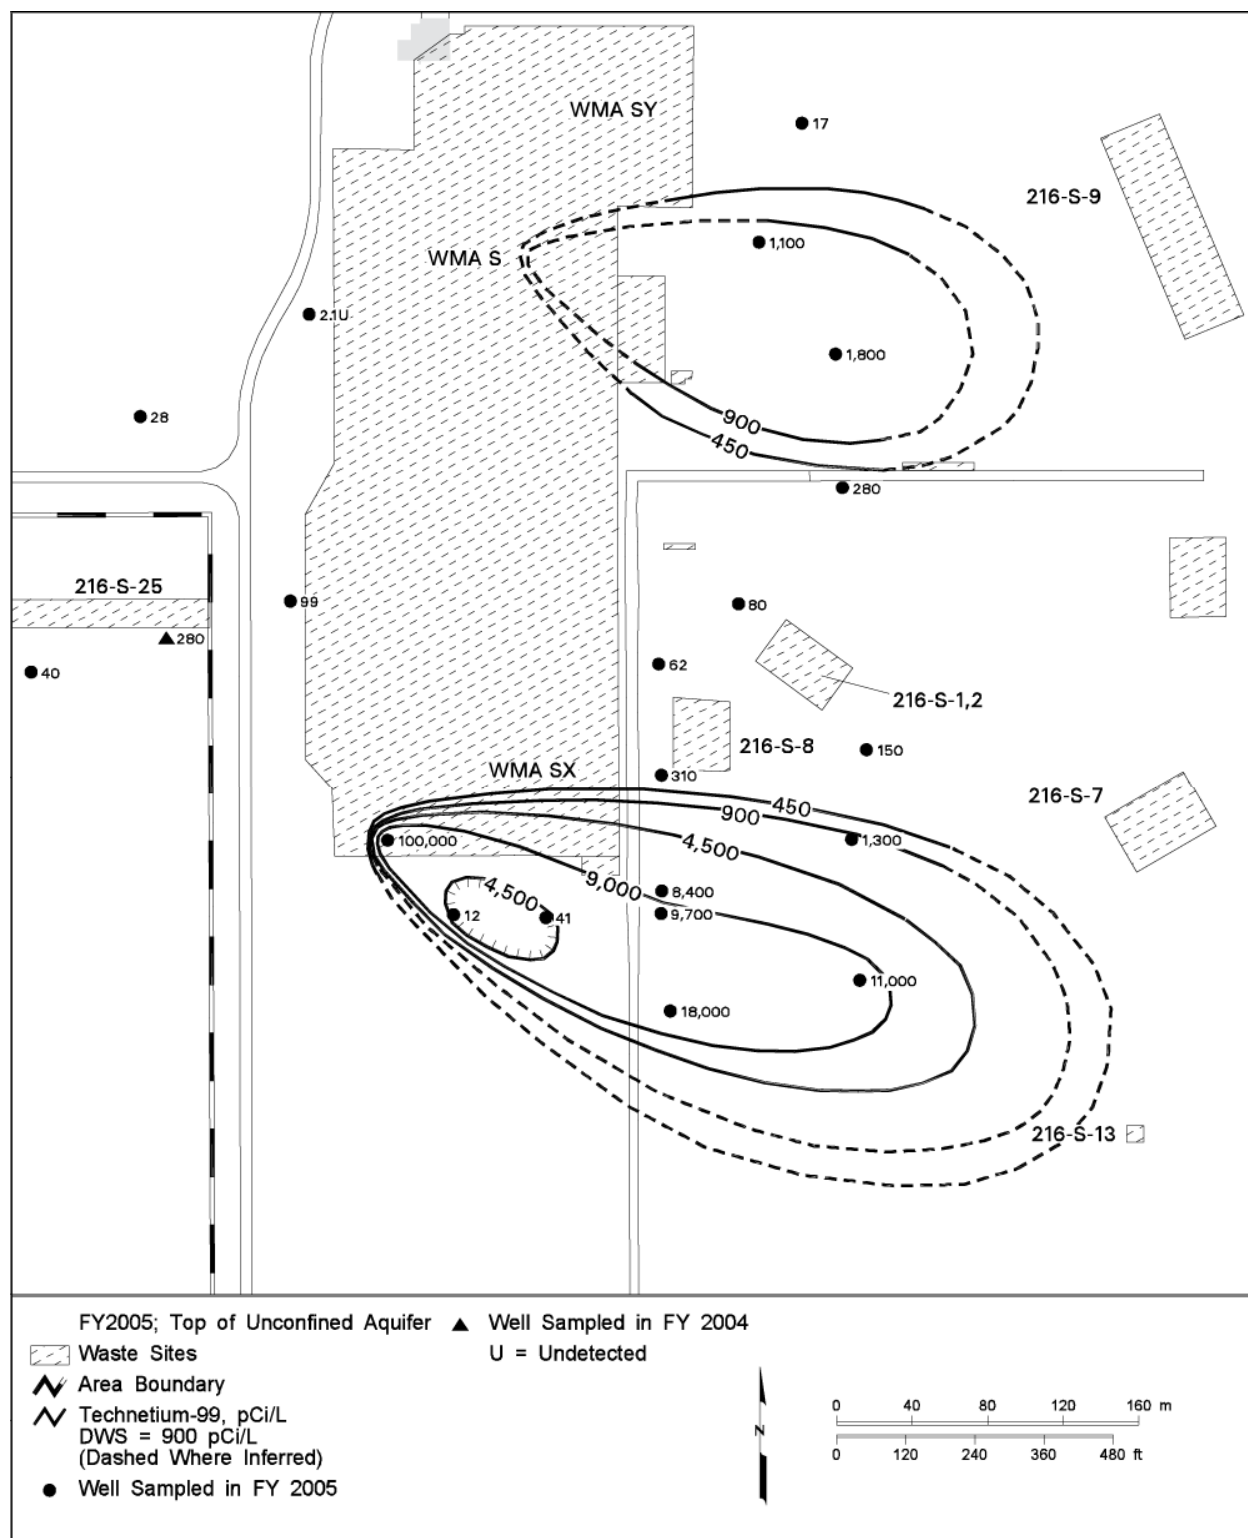 WMA SY
17
216-S-9
1,100
WMA S
2.1U
1,800
28
900
450
280
216-S-25
99
80
280
62
40
216-S-1,2
216-S-8
150
WMA SX
310
450
216-S-7
900
100,000
4,500
1,300
9,000
8,400
4,500
12
41
9,700
11,000
18,000
216-S-13
FY2005; Top of Unconfined Aquifer
Well Sampled in FY 2004
Waste Sites
U = Undetected
Area Boundary
Technetium-99, pCi/L
DWS = 900 pCi/L
(Dashed Where Inferred)
Well Sampled in FY 2005
N
0 40 80 120 160 m
0 120 240 360 480 ft